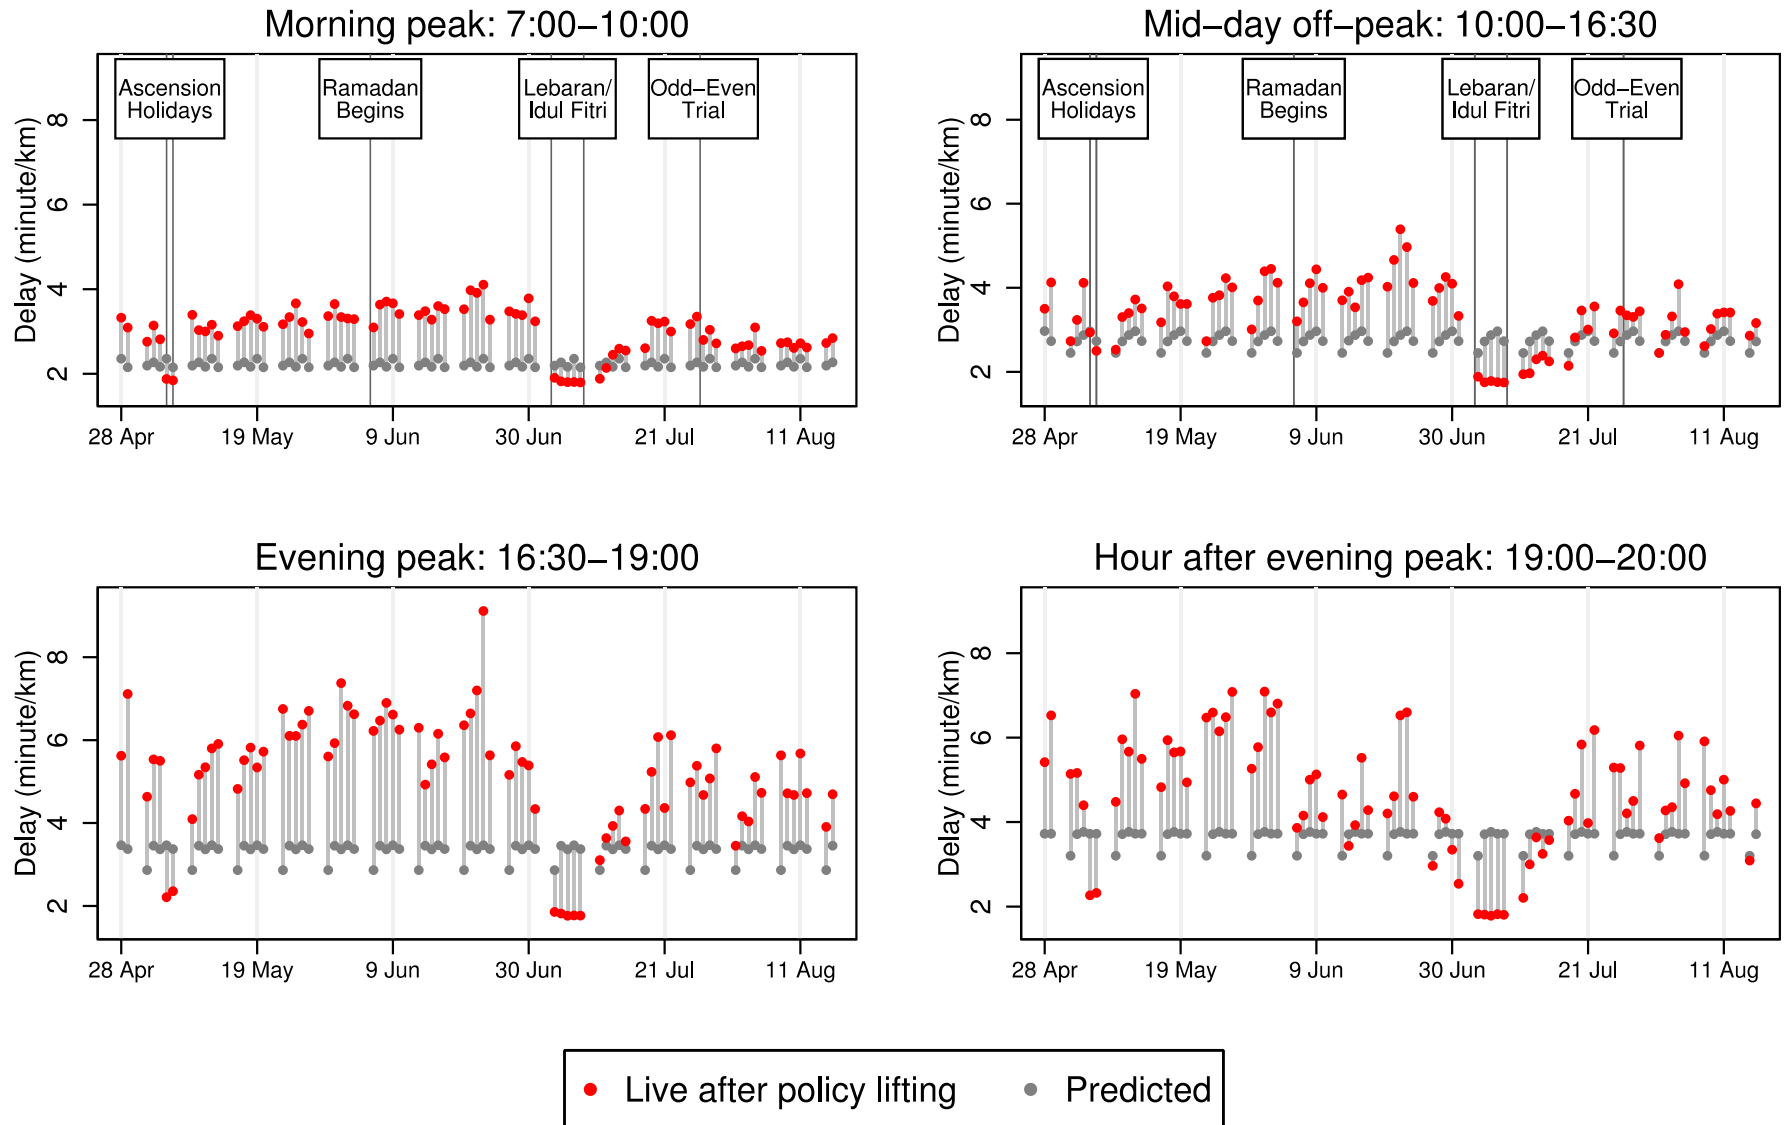 Morning peak: 7:00−10:00
Delay (minute/km)
8
6
4
2
Ascension
Holidays
Ramadan
Begins
Lebaran/
Idul Fitri
Odd−Even
Trial
28 Apr
19 May
9 Jun
30 Jun
21 Jul
11 Aug
Mid−day off−peak: 10:00−16:30
Delay (minute/km)
8
6
4
2
Ascension
Holidays
Ramadan
Begins
Lebaran/
Idul Fitri
Odd−Even
Trial
28 Apr
19 May
9 Jun
30 Jun
21 Jul
11 Aug
Evening peak: 16:30−19:00
Delay (minute/km)
8
6
4
2
28 Apr
19 May
9 Jun
30 Jun
21 Jul
11 Aug
Hour after evening peak: 19:00−20:00
Delay (minute/km)
8
6
4
2
28 Apr
19 May
9 Jun
30 Jun
21 Jul
11 Aug
Live after policy lifting
Predicted